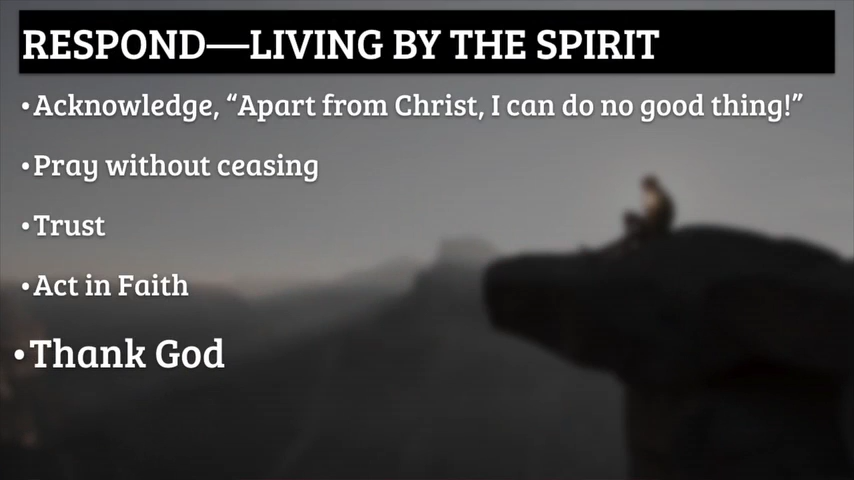 RESPOND—LIVING BY THE SPIRIT
•Acknowledge, “Apart from Christ, I can do no good thing!”
•Pray without ceasing
•Trust
•Act in Faith
•Thank God